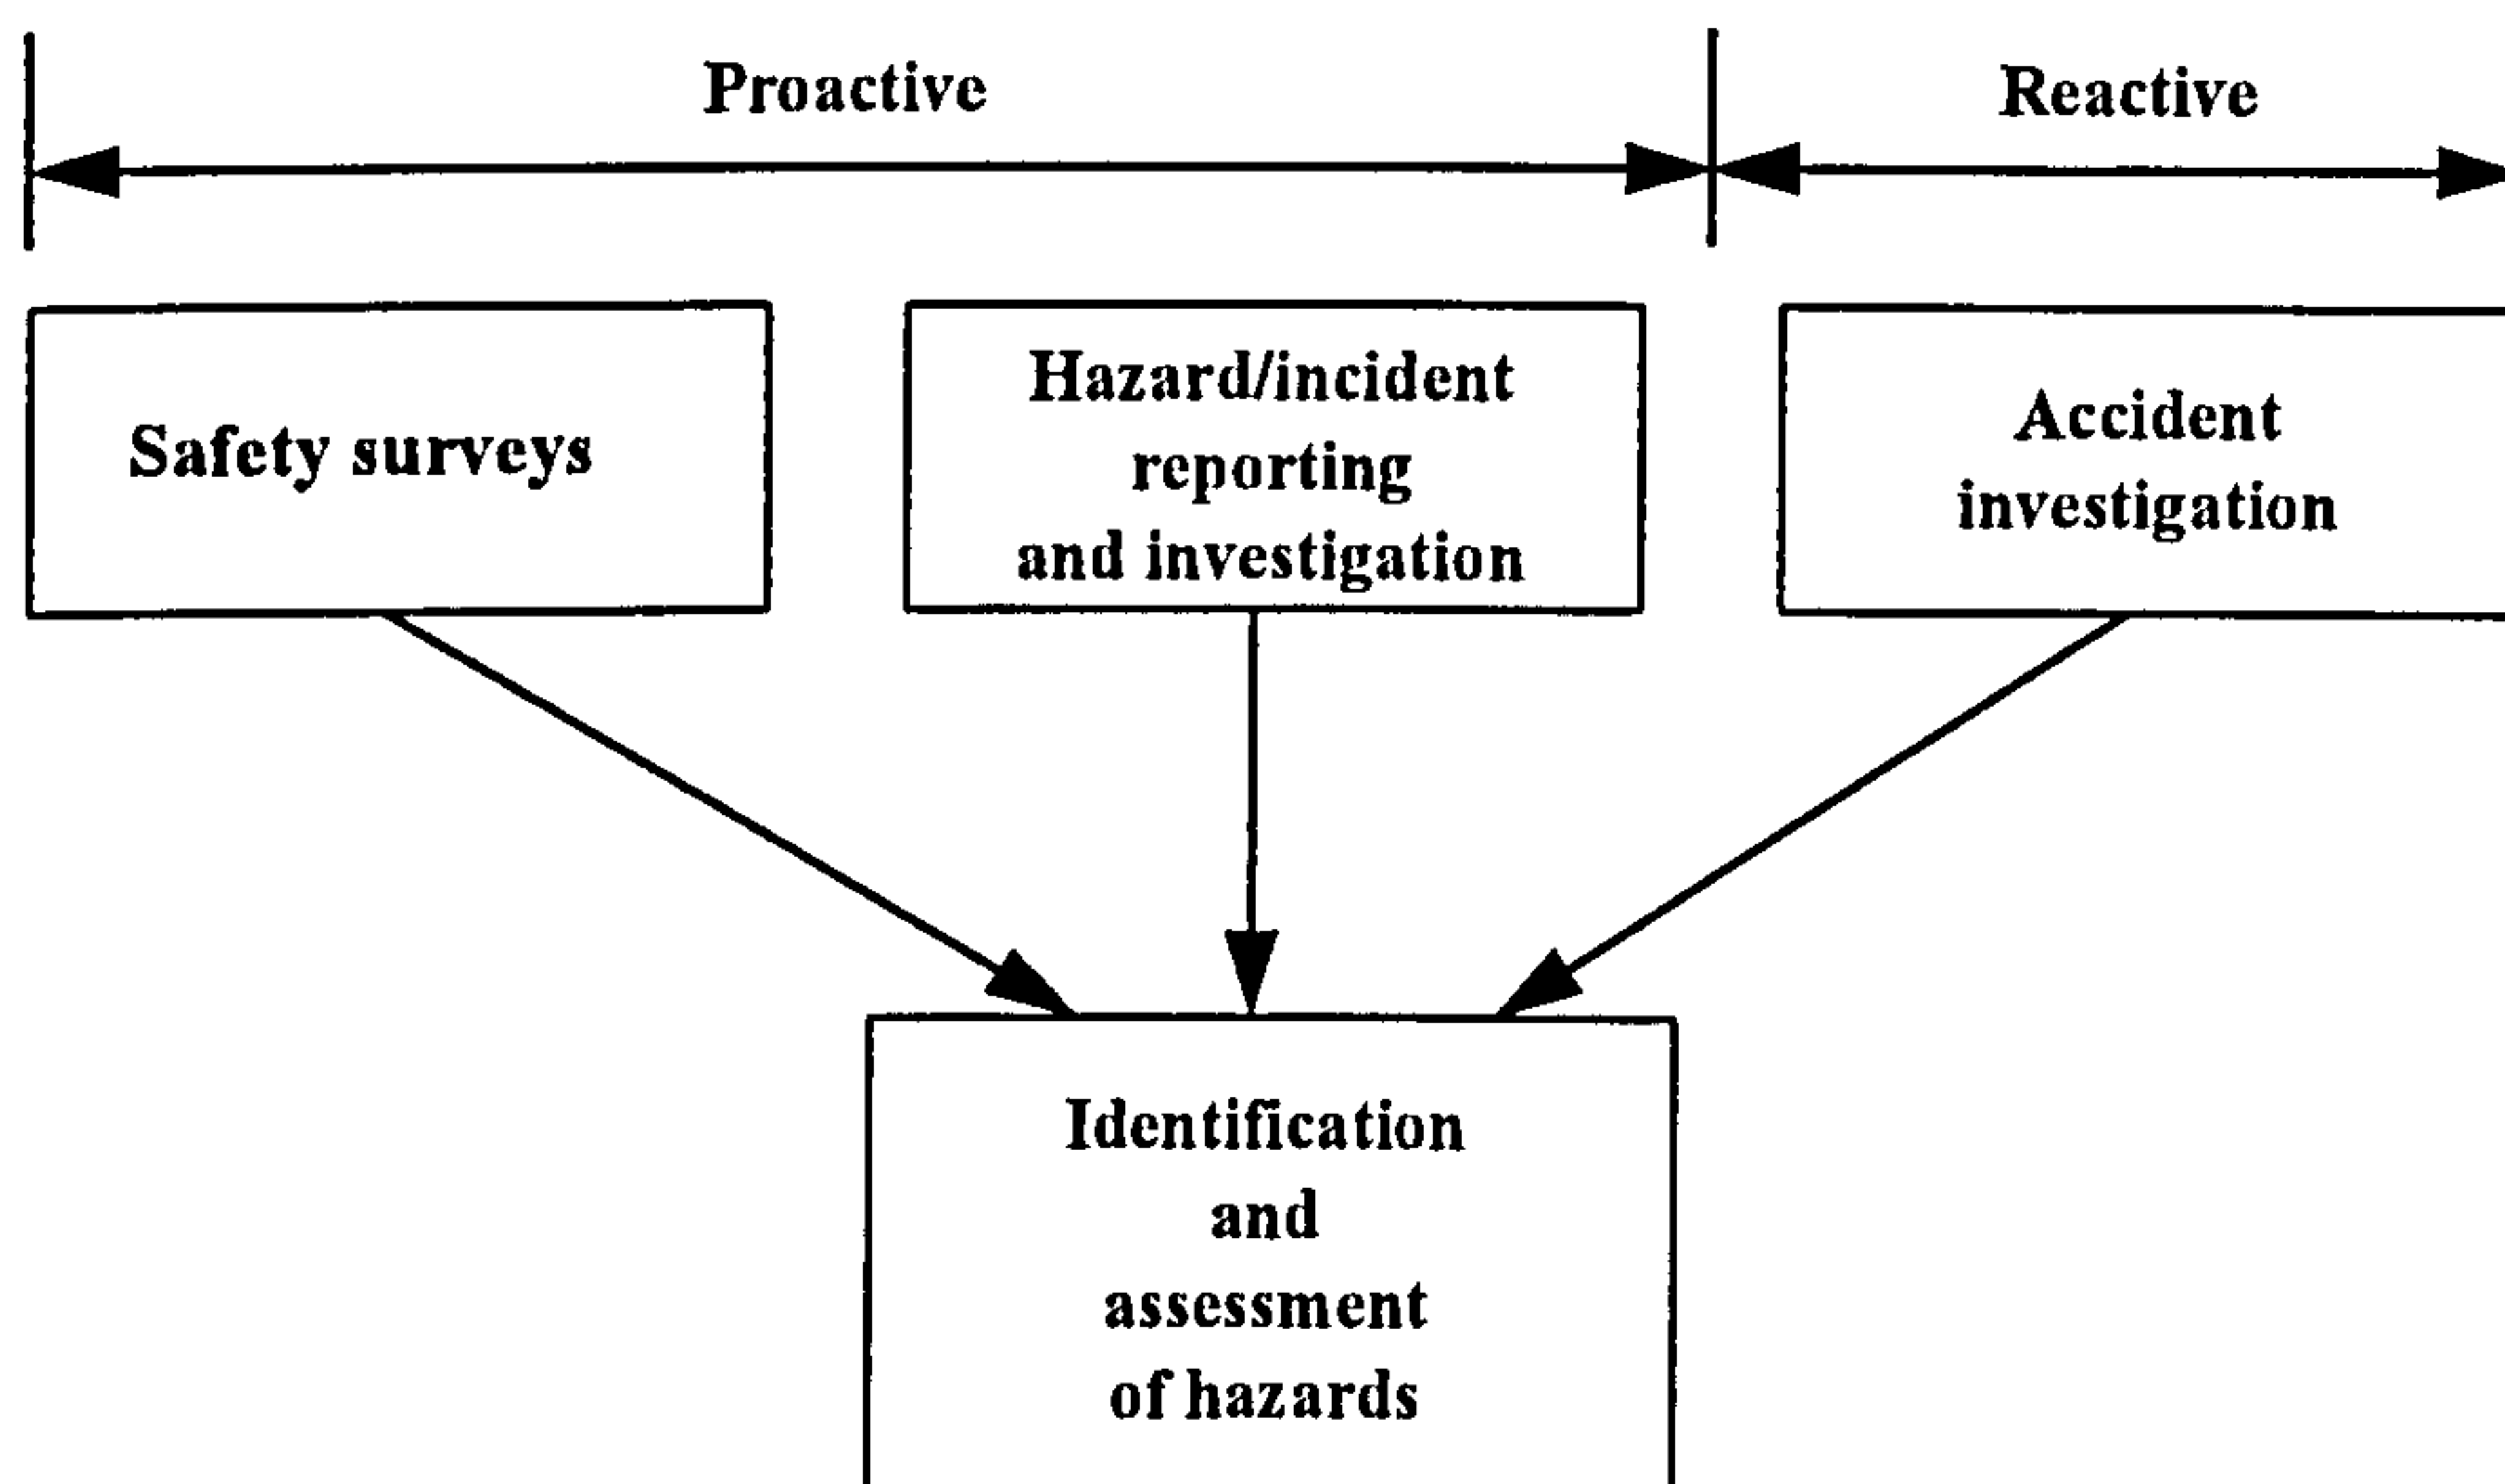 Proactive
Reactive
Safety surveys
Hazard/incident
reporting
and investigation
Accident
investigation
Identification
and
assessment
of hazards